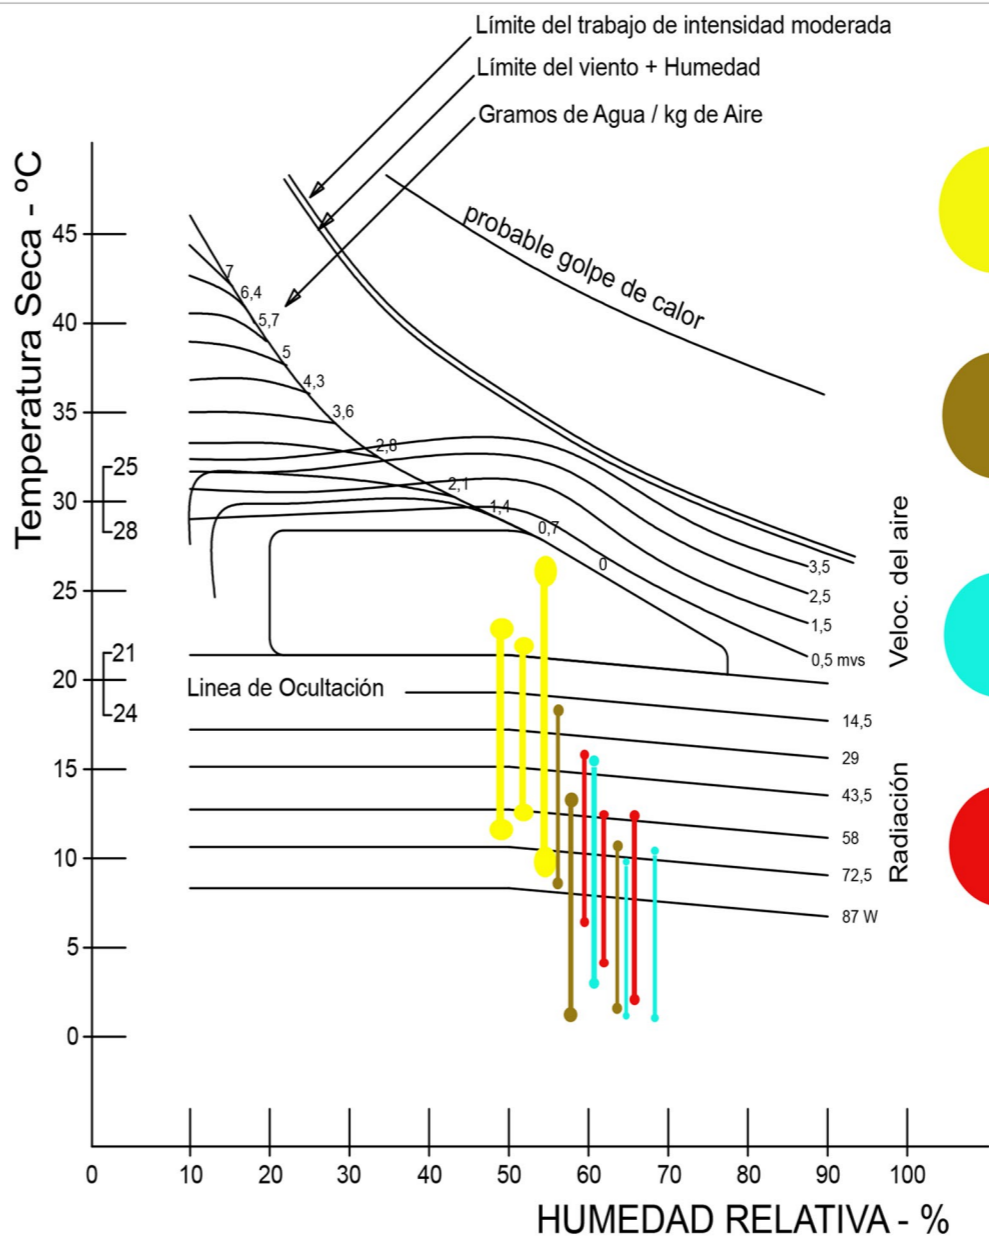 Límite del trabajo de intensidad moderada
Límite del viento + Humedad
Gramos de Agua / kg de Aire
Temperatura Seca - ºC
probable golpe de calor
45
40
35
25
30
28
25
21
20
24
15
10
5
0
7
6,4
5,7
5
4,3
3,6
2,8
2,1
1,4
0,7
0
3,5
2,5
1,5
0,5 mvs
Veloc. del aire
Linea de Ocultación
14,5
29
43,5
58
72,5
87 W
Radiación
0 10 20 30 40 50 60 70 80 90 100
HUMEDAD RELATIVA - %